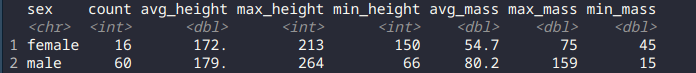 sex count avg_height max_height min_height avg_mass max_mass min_mass
<chr> <int> <dbl> <int> <int> <dbl> <dbl> <dbl>
1 female 16 172. 213 150 54.7 75 45
2 male 60 179. 264 66 80.2 159 15